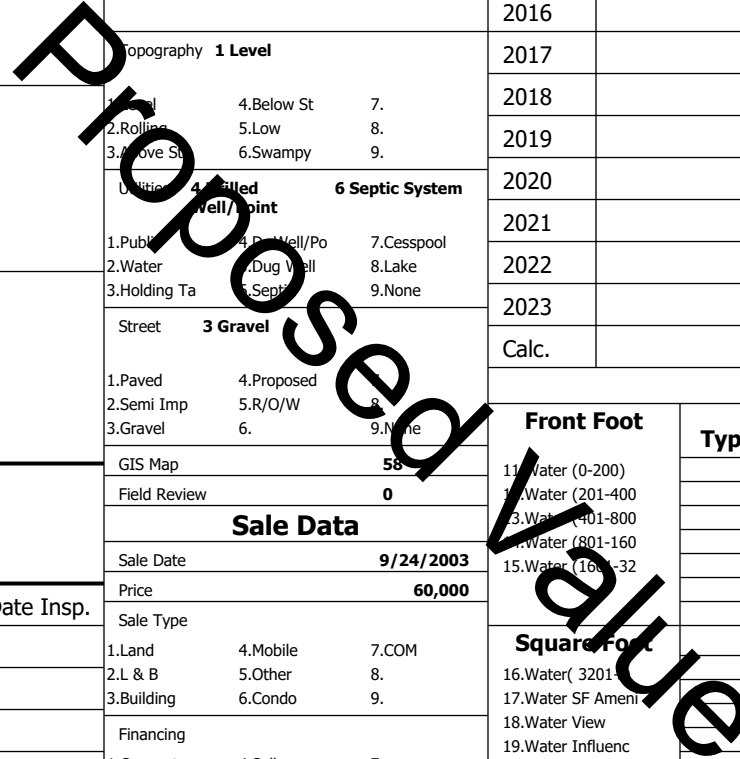 Topography 1 Level
1.Level 4.Below St 7.
2.Rolling 5.Low 8.
3.Above St 6.Swampy 9.
Utilities 4 Drilled Well/Point 6 Septic System
1.Public 4.Dr Well/Po 7.Cesspool
2.Water 5.Dug Well 8.Lake
3.Holding Ta 6.Septic 9.None
Street 3 Gravel
1.Paved 4.Proposed 7.
2.Semi Imp 5.R/O/W 8.
3.Gravel 6. 9.None
GIS Map 58
Field Review 0
Sale Data
Sale Date 9/24/2003
Price 60,000
Sale Type
1.Land 4.Mobile 7.COM
2.L & B 5.Other 8.
3.Building 6.Condo 9.
Financing
Date Insp.
2016
2017
2018
2019
2020
2021
2022
2023
Calc.
Front Foot
Typ
11.Water (0-200)
12.Water (201-400
13.Water (401-800
14.Water (801-160
15.Water (1601-32
Square Foot
16.Water( 3201-
17.Water SF Ameni
18.Water View
19.Water Influenc
Proposed Value